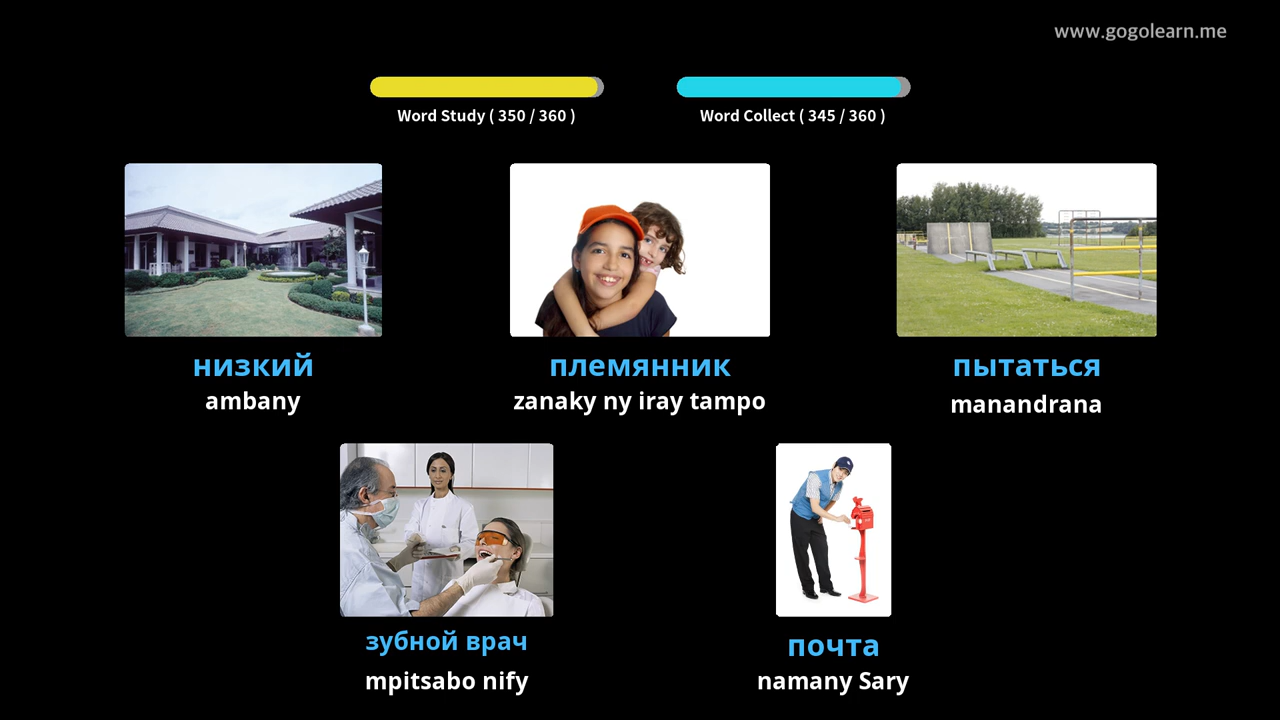 www.gogolearn.me
Word Study ( 350 / 360 )
Word Collect ( 345 / 360 )
низкий
ambany
племянник
zanaky ny iray tampo
пытаться
manandrana
зубной врач
mpitsabo nify
почта
namany Sary